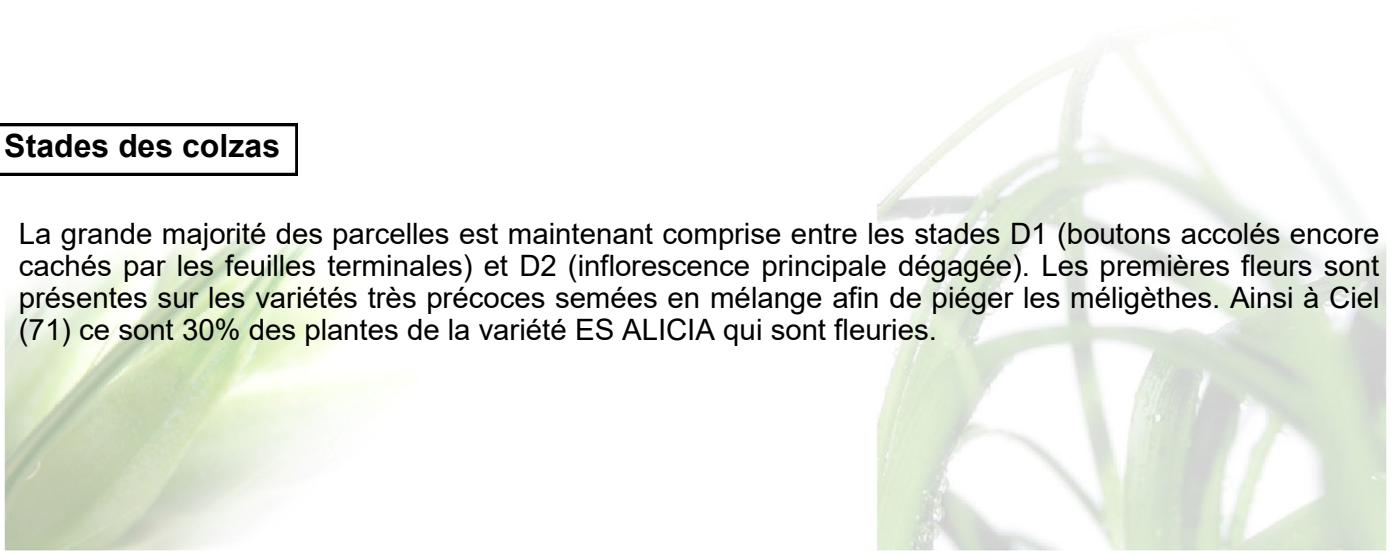 Stades des colzas
La grande majorité des parcelles est maintenant comprise entre les stades D1 (boutons accolés encore
cachés par les feuilles terminales) et D2 (inflorescence principale dégagée). Les premières fleurs sont
présentes sur les variétés très précoces semées en mélange afin de piéger les méligèthes. Ainsi à Ciel
(71) ce sont 30% des plantes de la variété ES ALICIA qui sont fleuries.